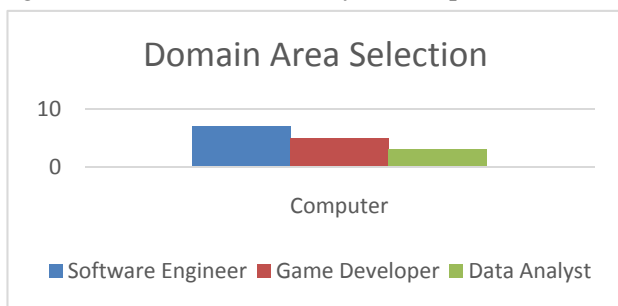 Domain Area Selection
10
0
Computer
Software Engineer Game Developer Data Analyst